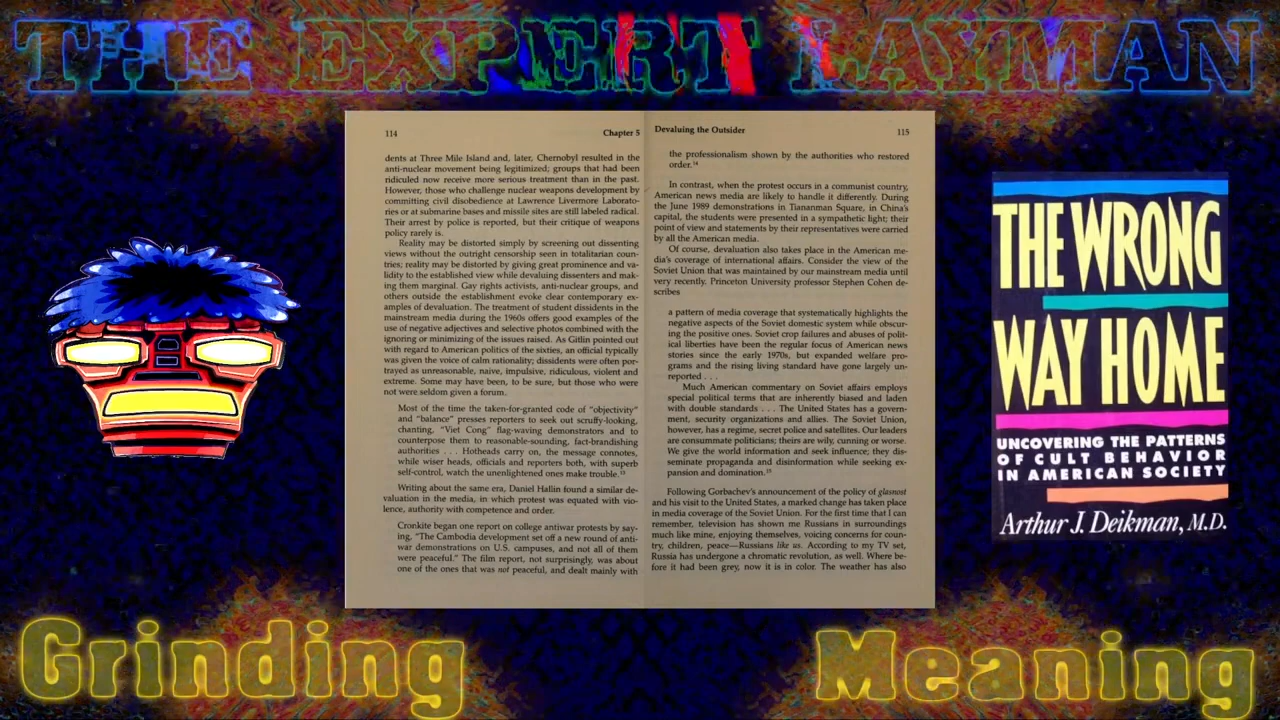 THE EXPERT LAYMAN
114 Chapter 5
dents at Three Mile Island and, later, Chernobyl resulted in the
anti-nuclear movement being legitimized; groups that had been
ridiculed now receive more serious treatment than in the past.
However, those who challenge nuclear weapons development by
committing civil disobedience at Lawrence Livermore Laborato-
ries or at submarine bases and missile sites are still labeled radical.
Their arrest by police is reported, but their critique of weapons
policy rarely is.
Reality may be distorted simply by screening out dissenting
views without the outright censorship seen in totalitarian coun-
tries; reality may be distorted by giving great prominence and va-
lidity to the established view while devaluing dissenters and mak-
ing them marginal. Gay rights activists, anti-nuclear groups, and
others outside the establishment evoke clear contemporary ex-
amples of devaluation. The treatment of student dissidents in the
mainstream media during the 1960s offers good examples of the
use of negative adjectives and selective photos combined with the
ignoring or minimizing of the issues raised. As Gitlin pointed out
with regard to American politics of the sixties, an official typically
was given the voice of calm rationality; dissidents were often por-
trayed as unreasonable, naive, impulsive, ridiculous, violent and
extreme. Some may have been, to be sure, but those who were
not were seldom given a forum.
Most of the time the taken-for-granted code of "objectivity"
and "balance" presses reporters to seek out scruffy-looking,
chanting, "Viet Cong" flag-waving demonstrators and to
counterpose them to reasonable-sounding, fact-brandishing
authorities . . . Hotheads carry on, the message connotes,
while wiser heads, officials and reporters both, with superb
self-control, watch the unenlightened ones make trouble.¹³
Writing about the same era, Daniel Hallin found a similar de-
valuation in the media, in which protest was equated with vio-
lence, authority with competence and order.
Cronkite began one report on college antiwar protests by say-
ing, "The Cambodia development set off a new round of anti-
war demonstrations on U.S. campuses, and not all of them
were peaceful." The film report, not surprisingly, was about
one of the ones that was not peaceful, and dealt mainly with
Devaluing the Outsider 115
the professionalism shown by the authorities who restored
order.¹⁴
In contrast, when the protest occurs in a communist country,
American news media are likely to handle it differently. During
the June 1989 demonstrations in Tiananman Square, in China's
capital, the students were presented in a sympathetic light; their
point of view and statements by their representatives were carried
by all the American media.
Of course, devaluation also takes place in the American me-
dia's coverage of international affairs. Consider the view of the
Soviet Union that was maintained by our mainstream media until
very recently. Princeton University professor Stephen Cohen de-
scribes
a pattern of media coverage that systematically highlights the
negative aspects of the Soviet domestic system while obscur-
ing the positive ones. Soviet crop failures and abuses of polit-
ical liberties have been the regular focus of American news
stories since the early 1970s, but expanded welfare pro-
grams and the rising living standard have gone largely un-
reported . . .
Much American commentary on Soviet affairs employs
special political terms that are inherently biased and laden
with double standards . . . The United States has a govern-
ment, security organizations and allies. The Soviet Union,
however, has a regime, secret police and satellites. Our leaders
are consummate politicians; theirs are wily, cunning or worse.
We give the world information and seek influence; they dis-
seminate propaganda and disinformation while seeking ex-
pansion and domination.¹⁵
Following Gorbachev's announcement of the policy of glasnost
and his visit to the United States, a marked change has taken place
in media coverage of the Soviet Union. For the first time that I can
remember, television has shown me Russians in surroundings
much like mine, enjoying themselves, voicing concerns for coun-
try, children, peace—Russians like us. According to my TV set,
Russia has undergone a chromatic revolution, as well. Where be-
fore it had been grey, now it is in color. The weather has also
THE WRONG
WAY HOME
UNCOVERING THE PATTERNS
OF CULT BEHAVIOR
IN AMERICAN SOCIETY
Arthur J. Deikman, M.D.
Grinding Meaning